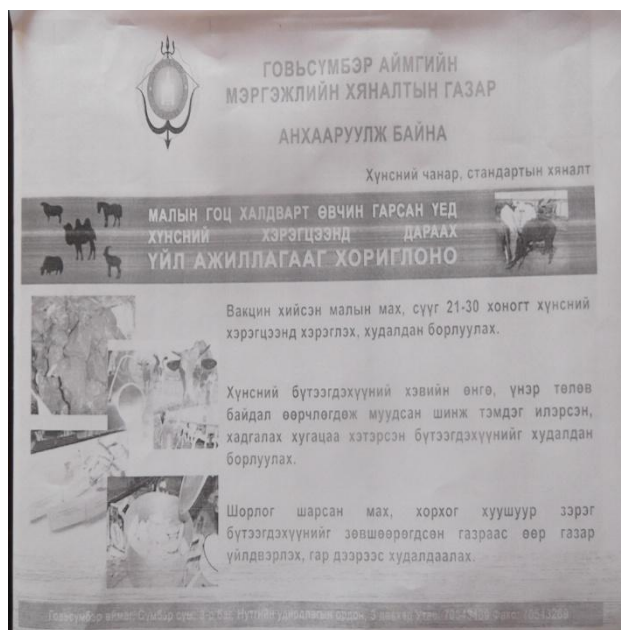 ГОВЬСҮМБЭР АЙМГИЙН
МЭРГЭЖЛИЙН ХЯНАЛТЫН ГАЗАР
АНХААРУУЛЖ БАЙНА
Хүнсний чанар, стандартын хяналт
МАЛЫН ГОЦ ХАЛДВАРТ ӨВЧИН ГАРСАН ҮЕД
ХҮНСНИЙ ХЭРЭГЦЭЭНД ДАРААХ
ҮЙЛ АЖИЛЛАГААГ ХОРИГЛОНО
Вакцин хийсэн малын мах, сүүг 21-30 хоногт хүнсний
хэрэгцээнд хэрэглэх, худалдан борлуулах.
Хүнсний бүтээгдэхүүний хэвийн өнгө, үнэр төлөв
байдал өөрчлөгдөж муудсан шинж тэмдэг илэрсэн,
хадгалах хугацаа хэтэрсэн бүтээгдэхүүнийг худалдан
борлуулах.
Шорлог шарсан мах, хорхог хуушуур зэрэг
бүтээгдэхүүнийг зөвшөөрөгдсөн газраас өөр газар
үйлдвэрлэх, гар дээрээс худалдаалах.
Говьсүмбэр аймаг, Сүмбэр сум,